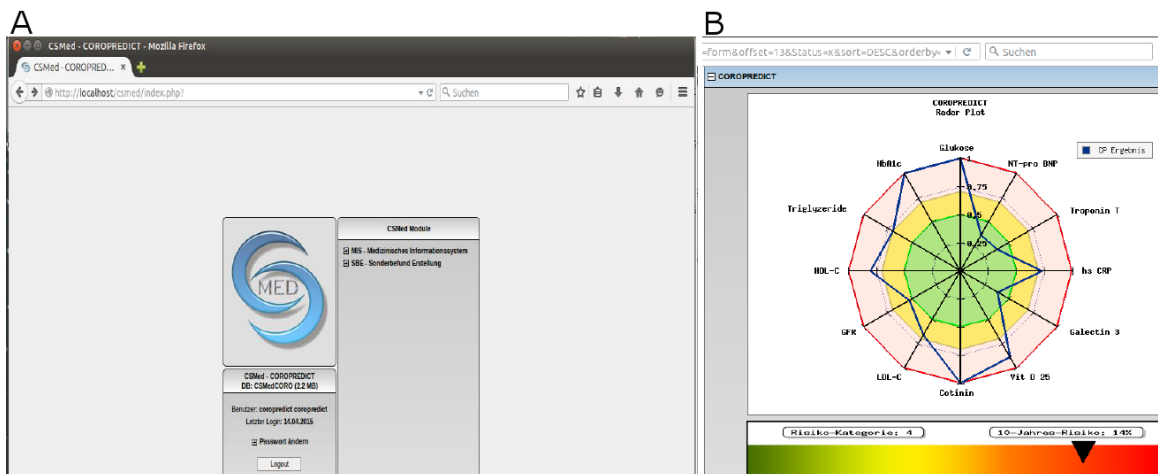 A
CSMed - COROPREDICT - Mozilla Firefox
CSMed - COROPRED...
http://localhost/csmed/index.php?
Suchen
MED
CSMed Module
MIS - Medizinisches Informationssystem
SBE - Sonderbefund Erstellung
CSMed - COROPREDICT
DB: CSMedCORO (2.2 MB)
Benutzer: coropredict coropredict
Letzter Login: 14.04.2015
Passwort ändern
Logout
B
=form&offset=13&Status=x&sort=DESC&orderby=
Suchen
COROPREDICT
COROPREDICT
Radar Plot
CP Ergebnis
Glukose
NT-pro BNP
Troponin T
hs CRP
Galectin 3
Vit D 25
Cotinin
LDL-C
GFR
HDL-C
Triglyzeride
HbA1c
1
0.75
0.5
0.25
Risiko-Kategorie: 4
10-Jahres-Risiko: 14%